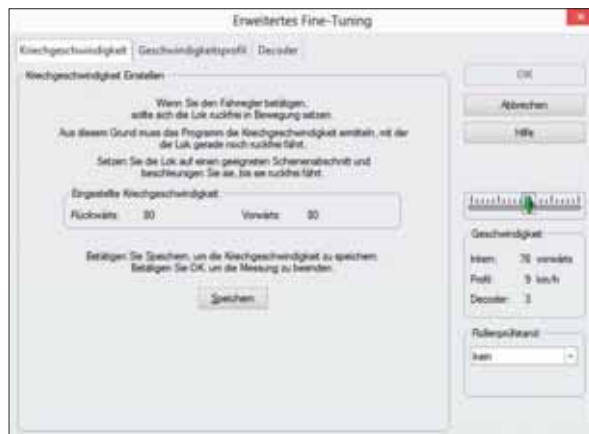 Erweitertes Fine-Tuning
Kriechgeschwindigkeit Geschwindigkeitsprofil Decoder
Kriechgeschwindigkeit Einstellen
Wenn Sie den Fahrregler betätigen,
sollte sich die Lok ruckfrei in Bewegung setzen.
Aus diesem Grund muss das Programm die Kriechgeschwindigkeit ermitteln, mit der
die Lok gerade noch ruckfrei fährt.
Setzen Sie die Lok auf einen geeigneten Schienenabschnitt und
beschleunigen Sie sie, bis sie ruckfrei fährt.
Eingestellte Kriechgeschwindigkeit
Rückwärts: 80 Vorwärts: 80
Betätigen Sie Speichern, um die Kriechgeschwindigkeit zu speichern.
Betätigen Sie OK, um die Messung zu beenden.
Speichern
OK
Abbrechen
Hilfe
Geschwindigkeit
Intern: 76 vorwärts
Profil: 9 km/h
Decoder: 3
Rollenprüfstand:
kein